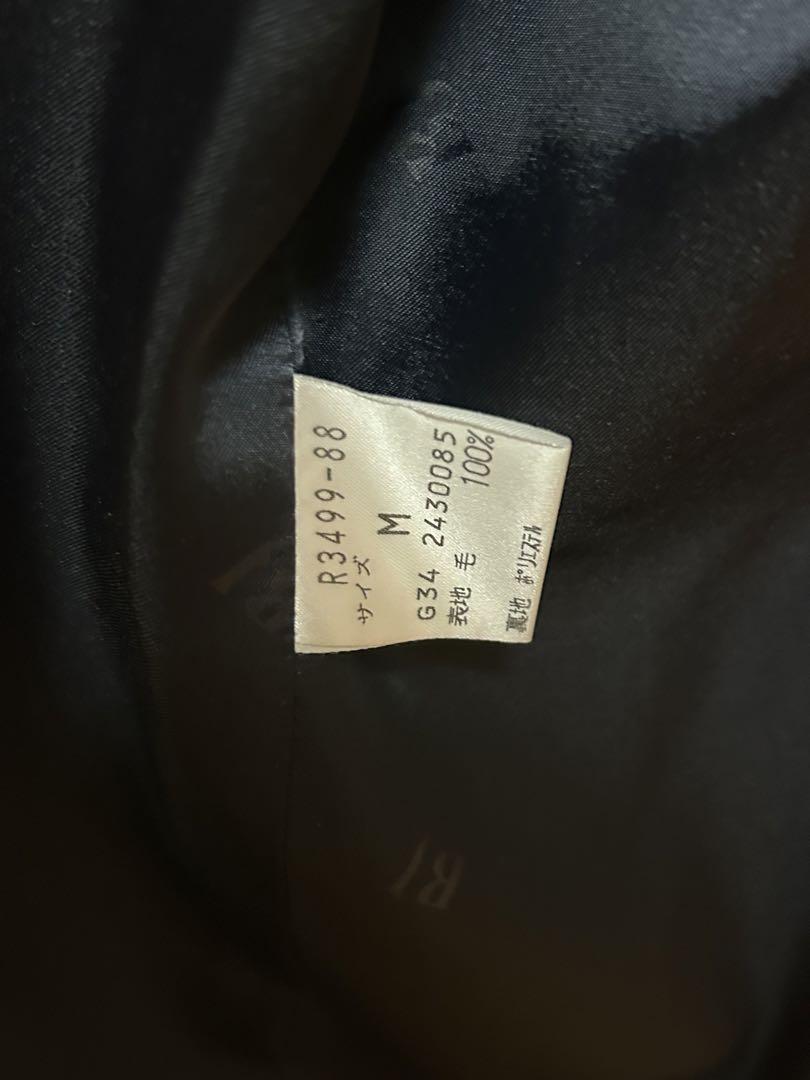 R3499-88
サイズ M
G34 2430085
表地 毛 100%
裏地 ポリエステル